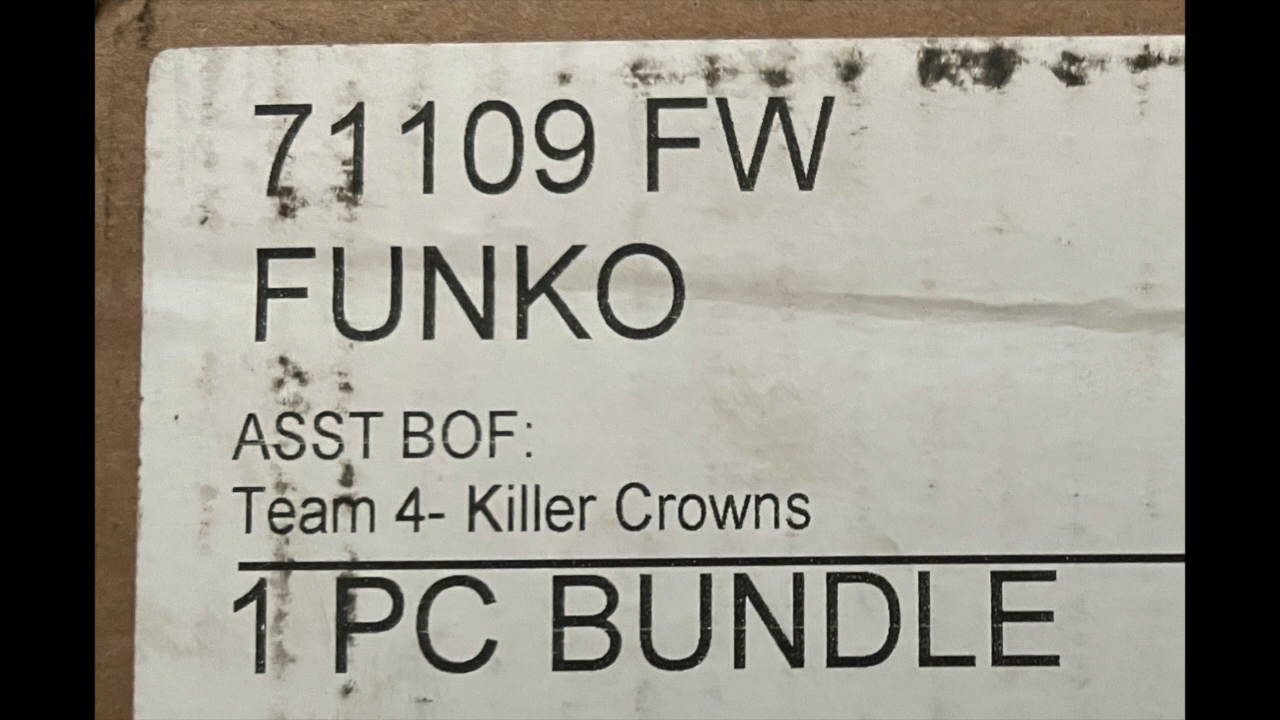 71109 FW
FUNKO
ASST BOF:
Team 4- Killer Crowns
1 PC BUNDLE